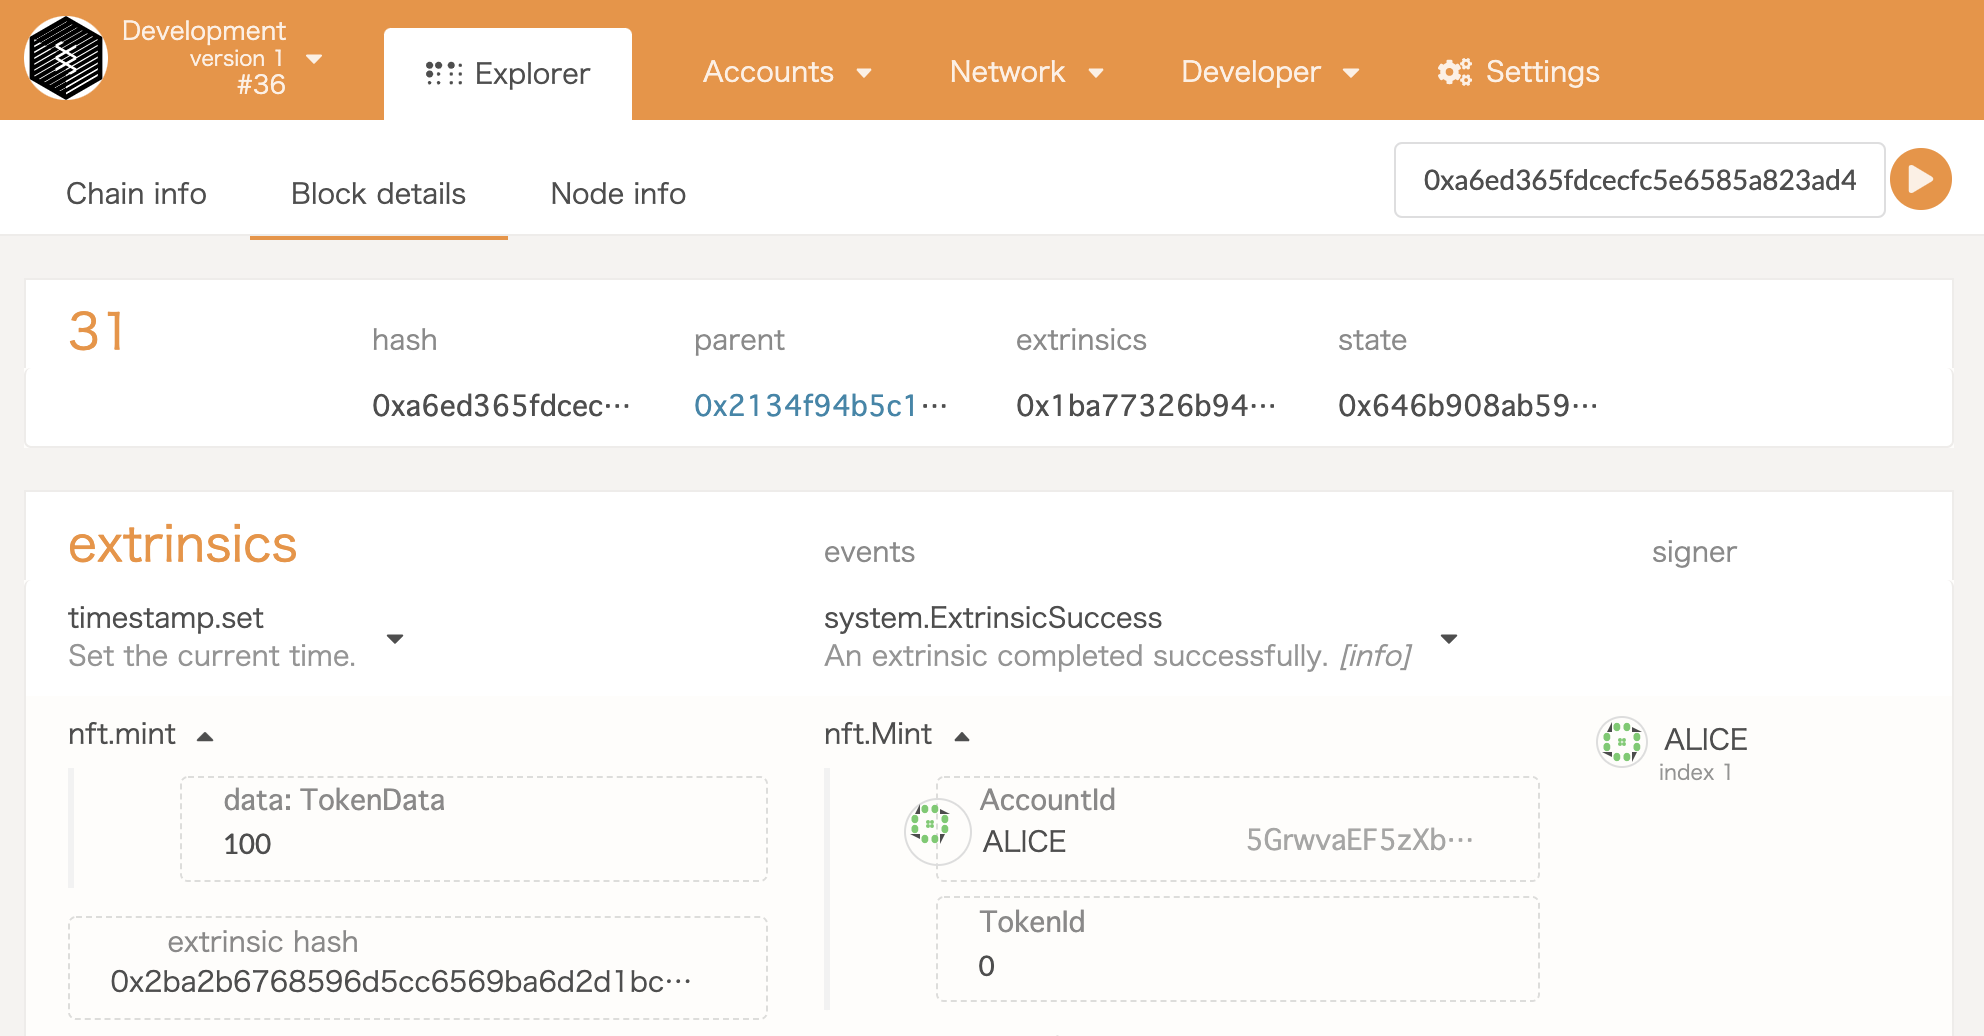 Development
version 1
#36
Explorer
Accounts
Network
Developer
Settings
Chain info
Block details
Node info
0xa6ed365fdcecfc5e6585a823ad4
31
hash
parent
extrinsics
state
0xa6ed365fdcec…
0x2134f94b5c1…
0x1ba77326b94…
0x646b908ab59…
extrinsics
events
signer
timestamp.set
Set the current time.
system.ExtrinsicSuccess
An extrinsic completed successfully. [info]
nft.mint
data: TokenData
100
extrinsic hash
0x2ba2b6768596d5cc6569ba6d2d1bc…
nft.Mint
AccountId
ALICE
5GrwvaEF5zXb…
TokenId
0
ALICE
index 1